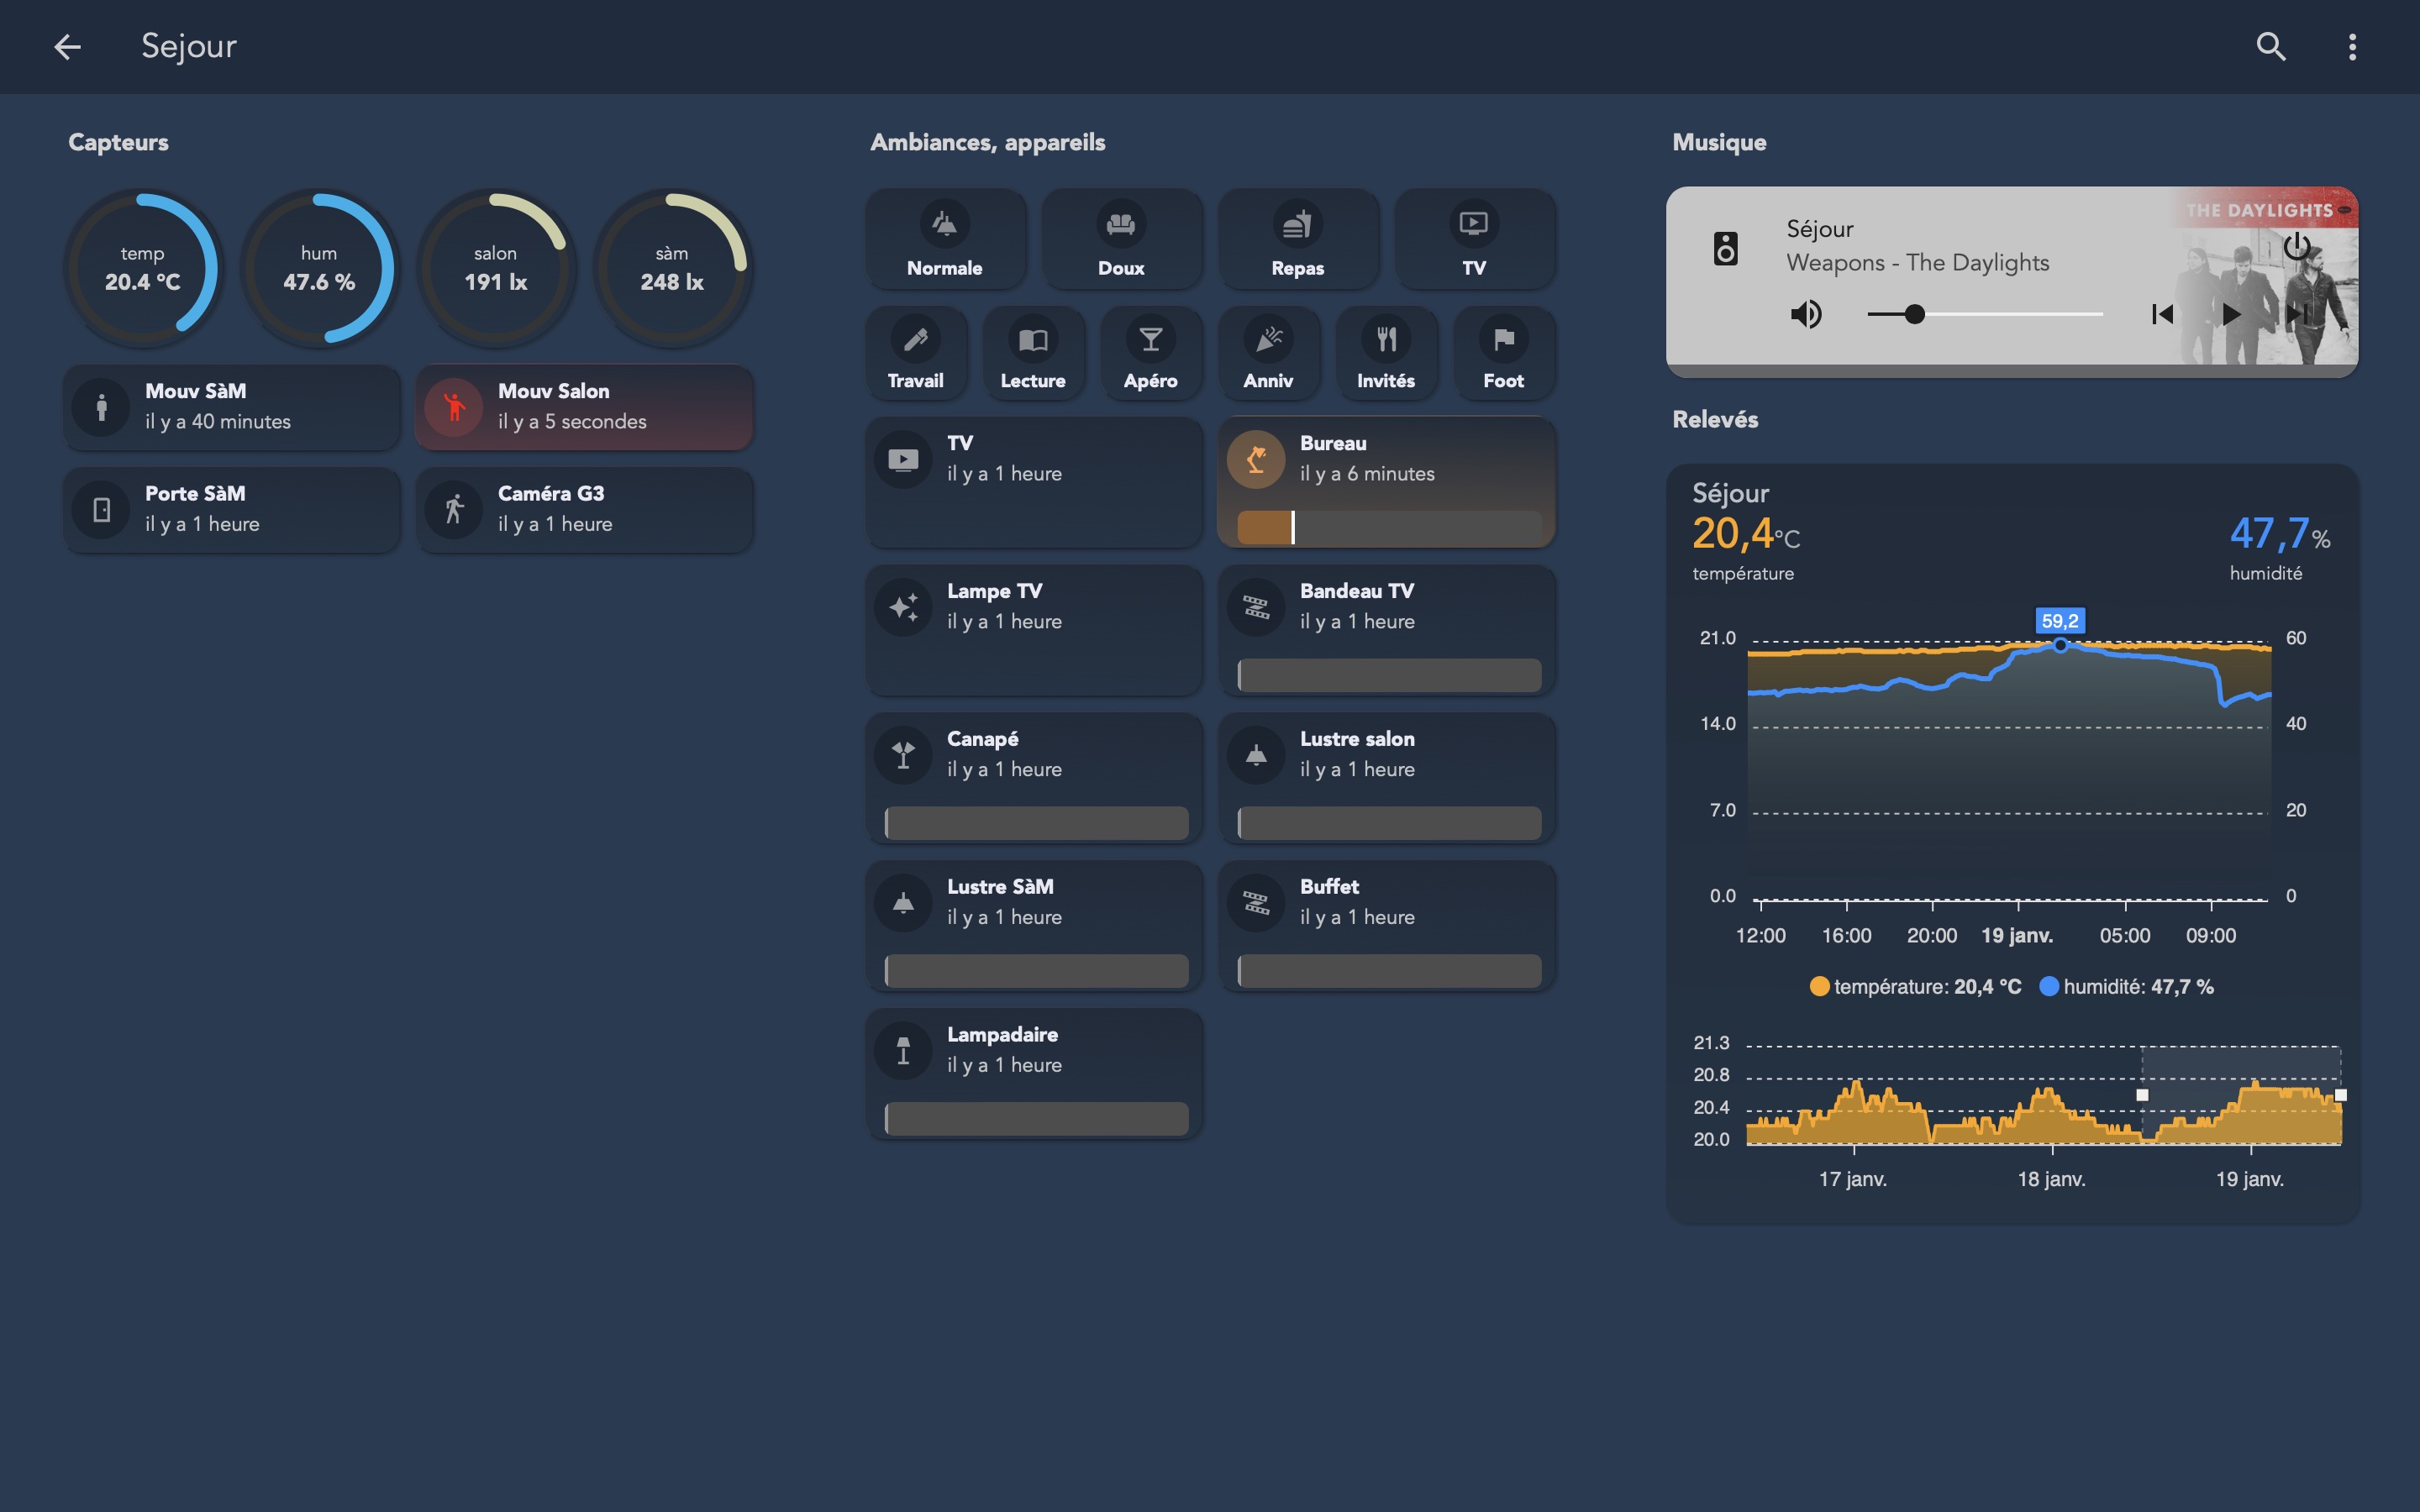 Sejour
Capteurs
temp
20.4 °C
hum
47.6 %
salon
191 lx
sàm
248 lx
Mouv SàM
il y a 40 minutes
Mouv Salon
il y a 5 secondes
Porte SàM
il y a 1 heure
Caméra G3
il y a 1 heure
Ambiances, appareils
Normale
Doux
Repas
TV
Travail
Lecture
Apéro
Anniv
Invités
Foot
TV
il y a 1 heure
Bureau
il y a 6 minutes
Lampe TV
il y a 1 heure
Bandeau TV
il y a 1 heure
Canapé
il y a 1 heure
Lustre salon
il y a 1 heure
Lustre SàM
il y a 1 heure
Buffet
il y a 1 heure
Lampadaire
il y a 1 heure
Musique
THE DAYLIGHTS
Séjour
Weapons - The Daylights
Relevés
Séjour
20,4°C
température
47,7%
humidité
59,2
21.0
14.0
7.0
0.0
60
40
20
0
12:00 16:00 20:00 19 janv. 05:00 09:00
température: 20,4 °C humidité: 47,7 %
21.3
20.8
20.4
20.0
17 janv. 18 janv. 19 janv.